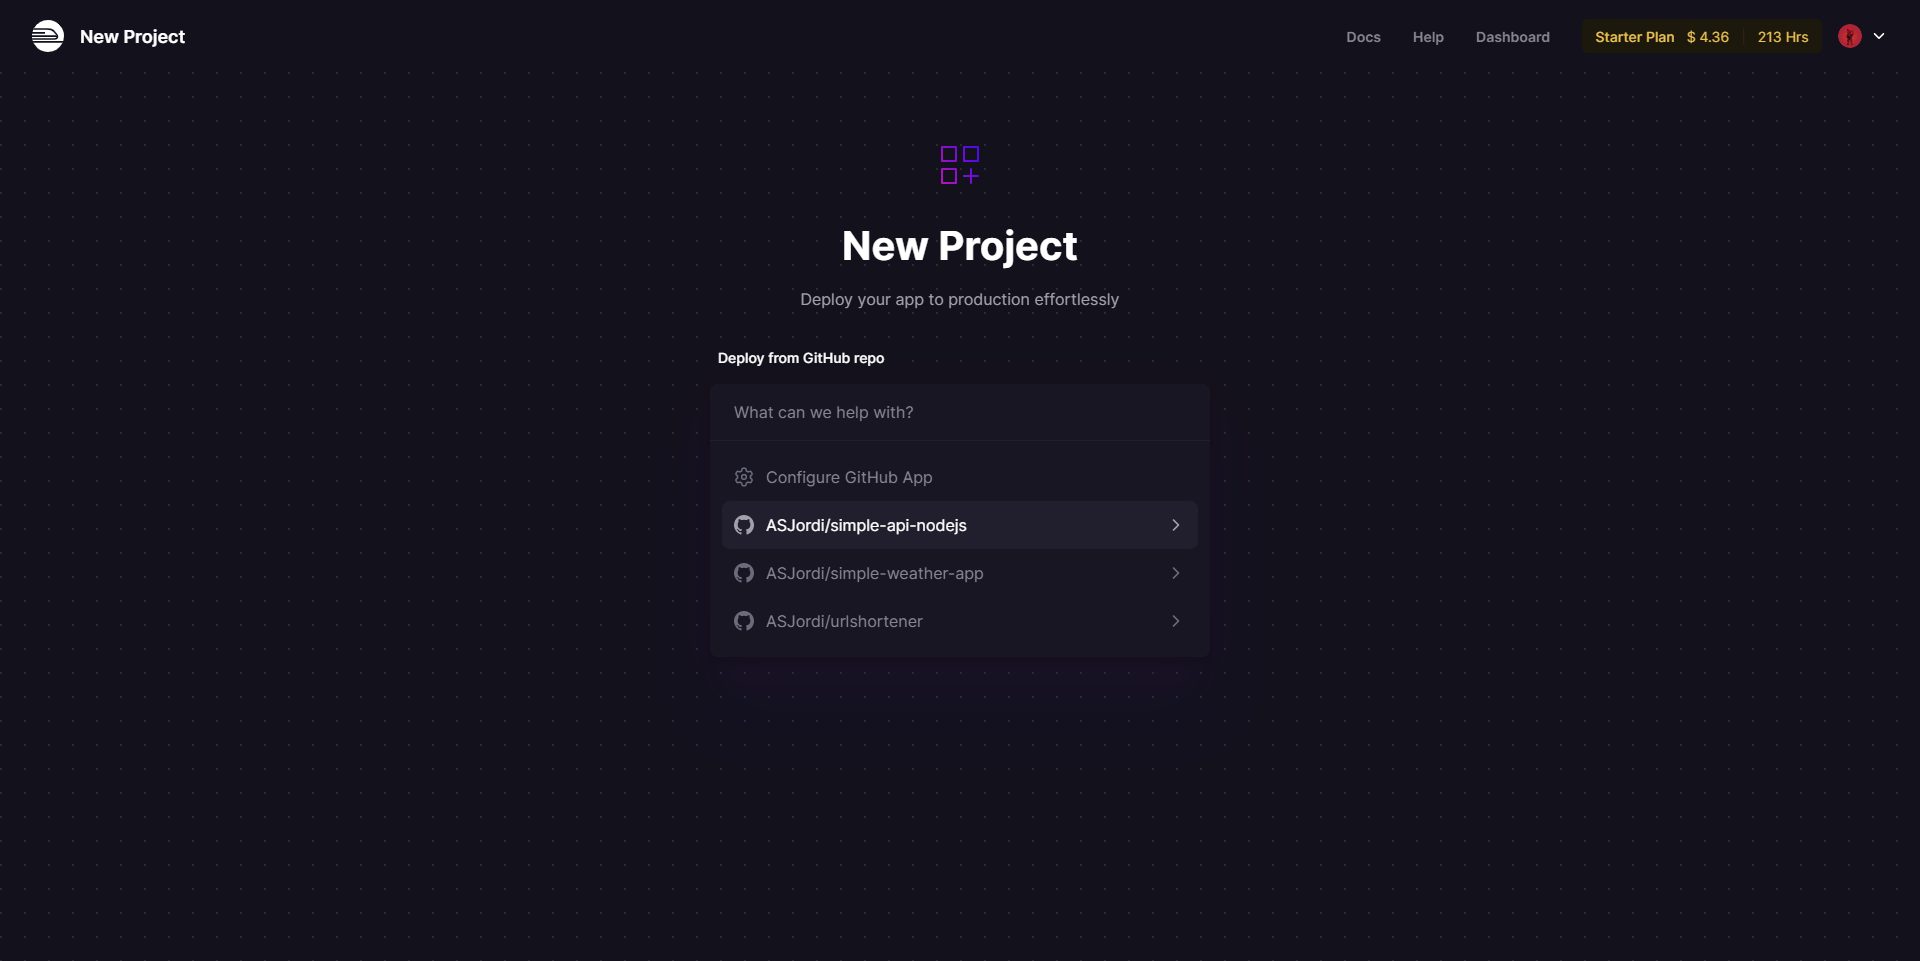 New Project
Docs Help Dashboard Starter Plan $ 4.36 213 Hrs
New Project
Deploy your app to production effortlessly
Deploy from GitHub repo
What can we help with?
Configure GitHub App
ASJordi/simple-api-nodejs
ASJordi/simple-weather-app
ASJordi/urlshortener